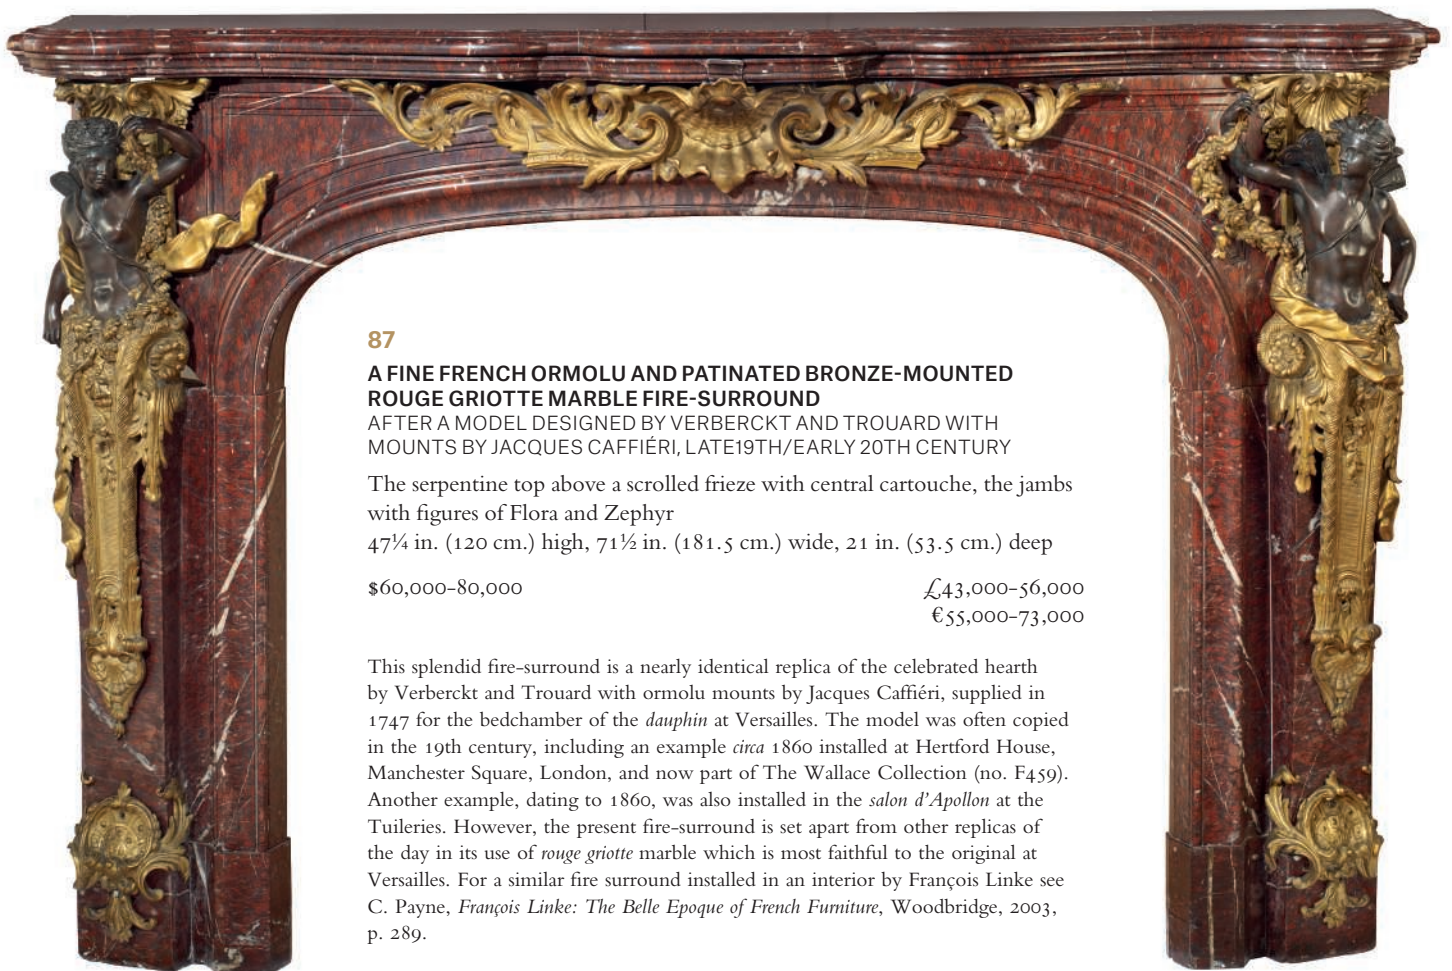 87
A FINE FRENCH ORMOLU AND PATINATED BRONZE-MOUNTED
ROUGE GRIOTTE MARBLE FIRE-SURROUND
AFTER A MODEL DESIGNED BY VERBERCKT AND TROUARD WITH
MOUNTS BY JACQUES CAFFIÉRI, LATE19TH/EARLY 20TH CENTURY
The serpentine top above a scrolled frieze with central cartouche, the jambs
with figures of Flora and Zephyr
47¼ in. (120 cm.) high, 71½ in. (181.5 cm.) wide, 21 in. (53.5 cm.) deep
$60,000-80,000 £43,000-56,000
€55,000-73,000
This splendid fire-surround is a nearly identical replica of the celebrated hearth
by Verberckt and Trouard with ormolu mounts by Jacques Caffiéri, supplied in
1747 for the bedchamber of the dauphin at Versailles. The model was often copied
in the 19th century, including an example circa 1860 installed at Hertford House,
Manchester Square, London, and now part of The Wallace Collection (no. F459).
Another example, dating to 1860, was also installed in the salon d'Apollon at the
Tuileries. However, the present fire-surround is set apart from other replicas of
the day in its use of rouge griotte marble which is most faithful to the original at
Versailles. For a similar fire surround installed in an interior by François Linke see
C. Payne, François Linke: The Belle Epoque of French Furniture, Woodbridge, 2003,
p. 289.